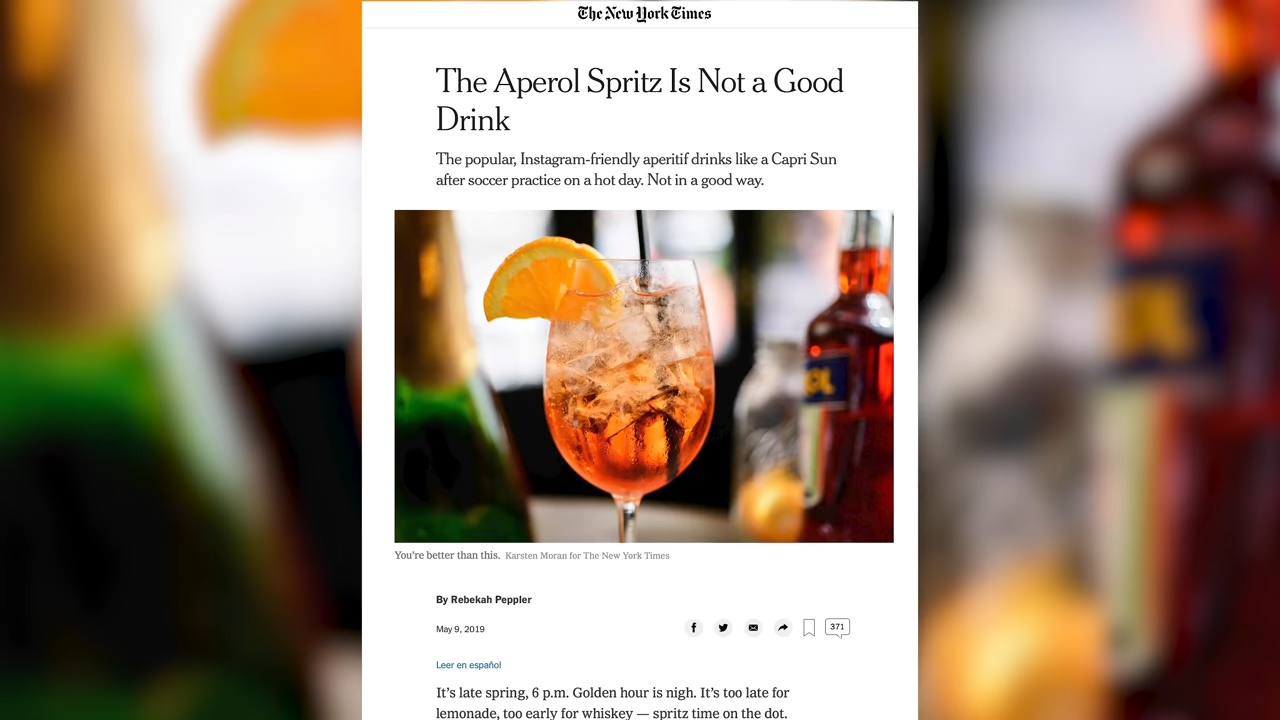 The New York Times
The Aperol Spritz Is Not a Good
Drink
The popular, Instagram-friendly aperitif drinks like a Capri Sun
after soccer practice on a hot day. Not in a good way.
You're better than this. Karsten Moran for The New York Times
By Rebekah Peppler
May 9, 2019
371
Leer en español
It's late spring, 6 p.m. Golden hour is nigh. It's too late for
lemonade, too early for whiskey — spritz time on the dot.